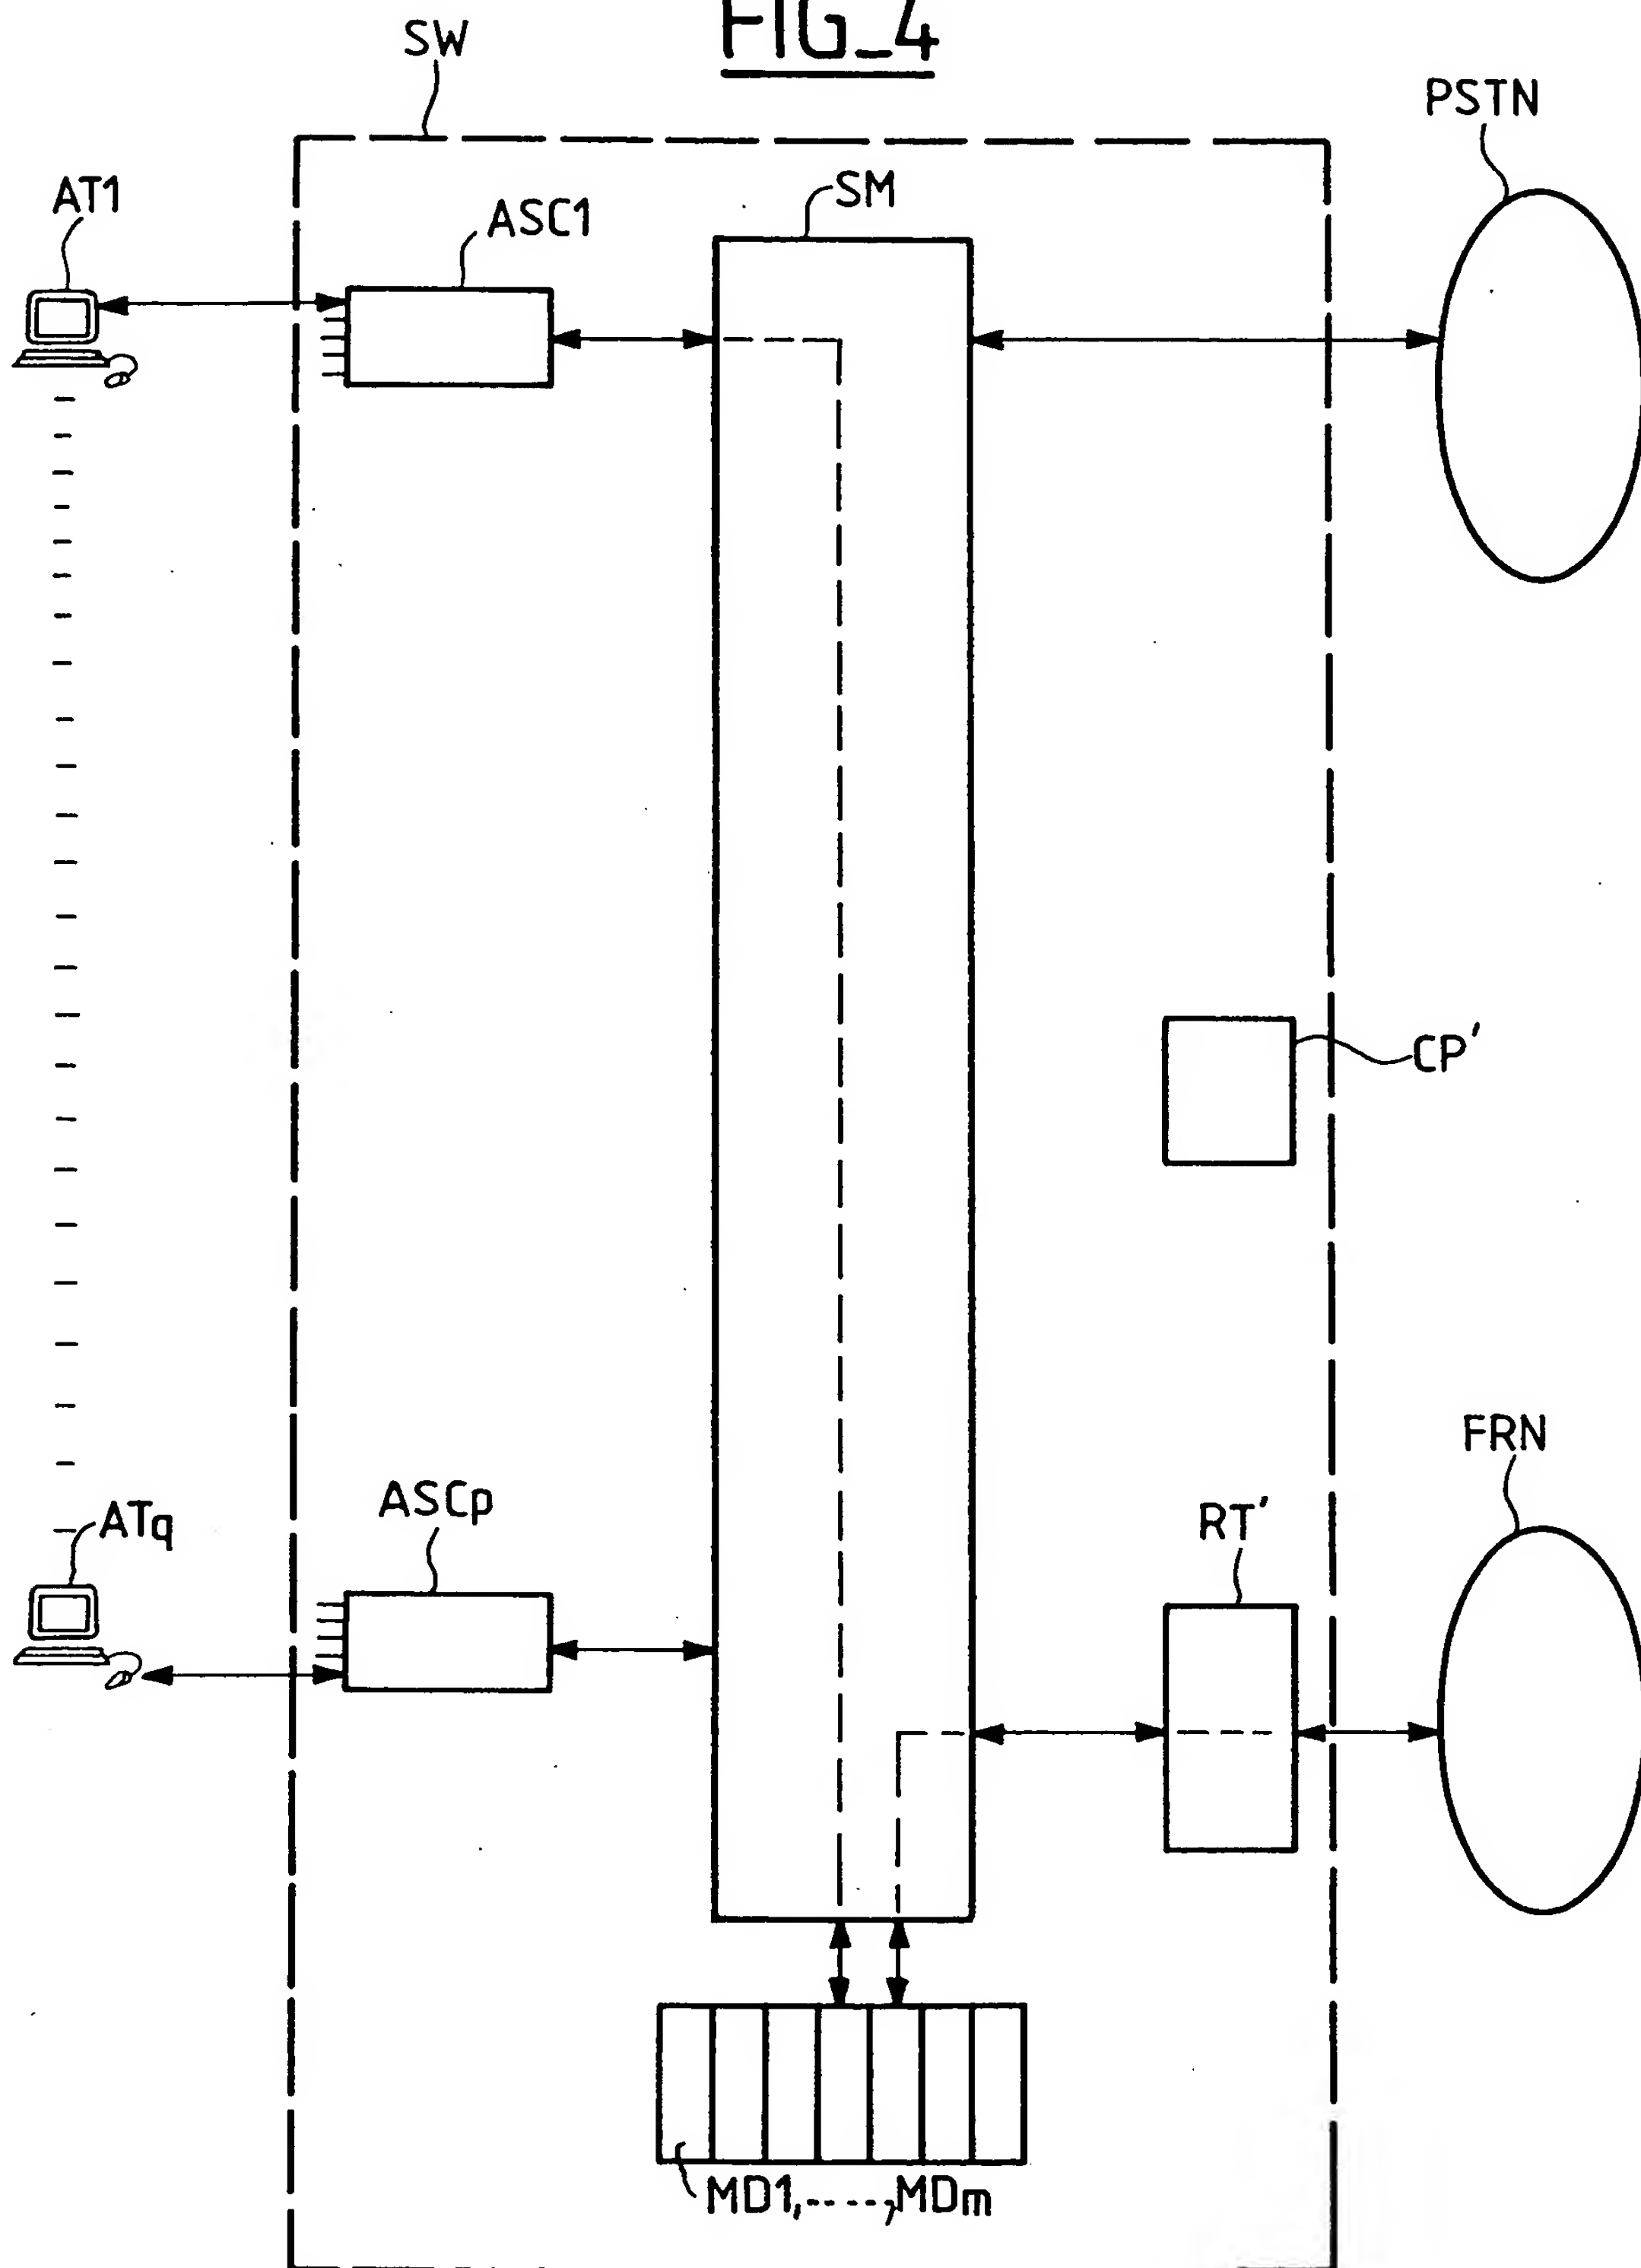 FIG_4
SW
PSTN
AT1
ASC1
SM
CP'
FRN
ATq
ASCp
RT'
MD1,-----,MDm